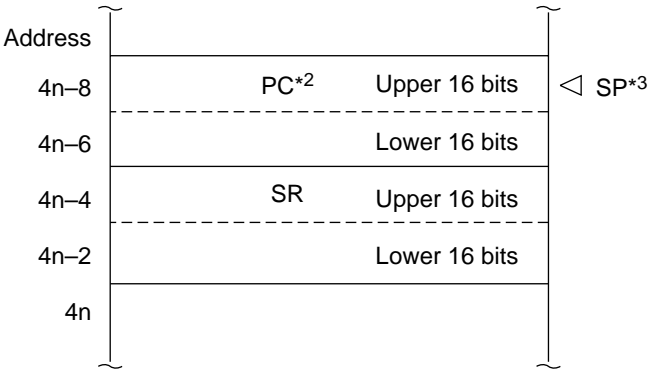 Address
4n–8 PC*2 Upper 16 bits ◁ SP*3
4n–6 Lower 16 bits
4n–4 SR Upper 16 bits
4n–2 Lower 16 bits
4n